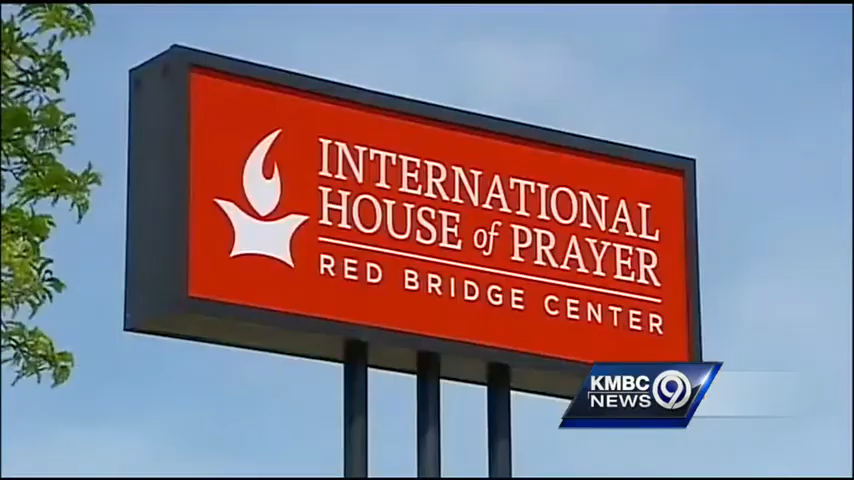 INTERNATIONAL
HOUSE of PRAYER
RED BRIDGE CENTER
KMBC 9
NEWS